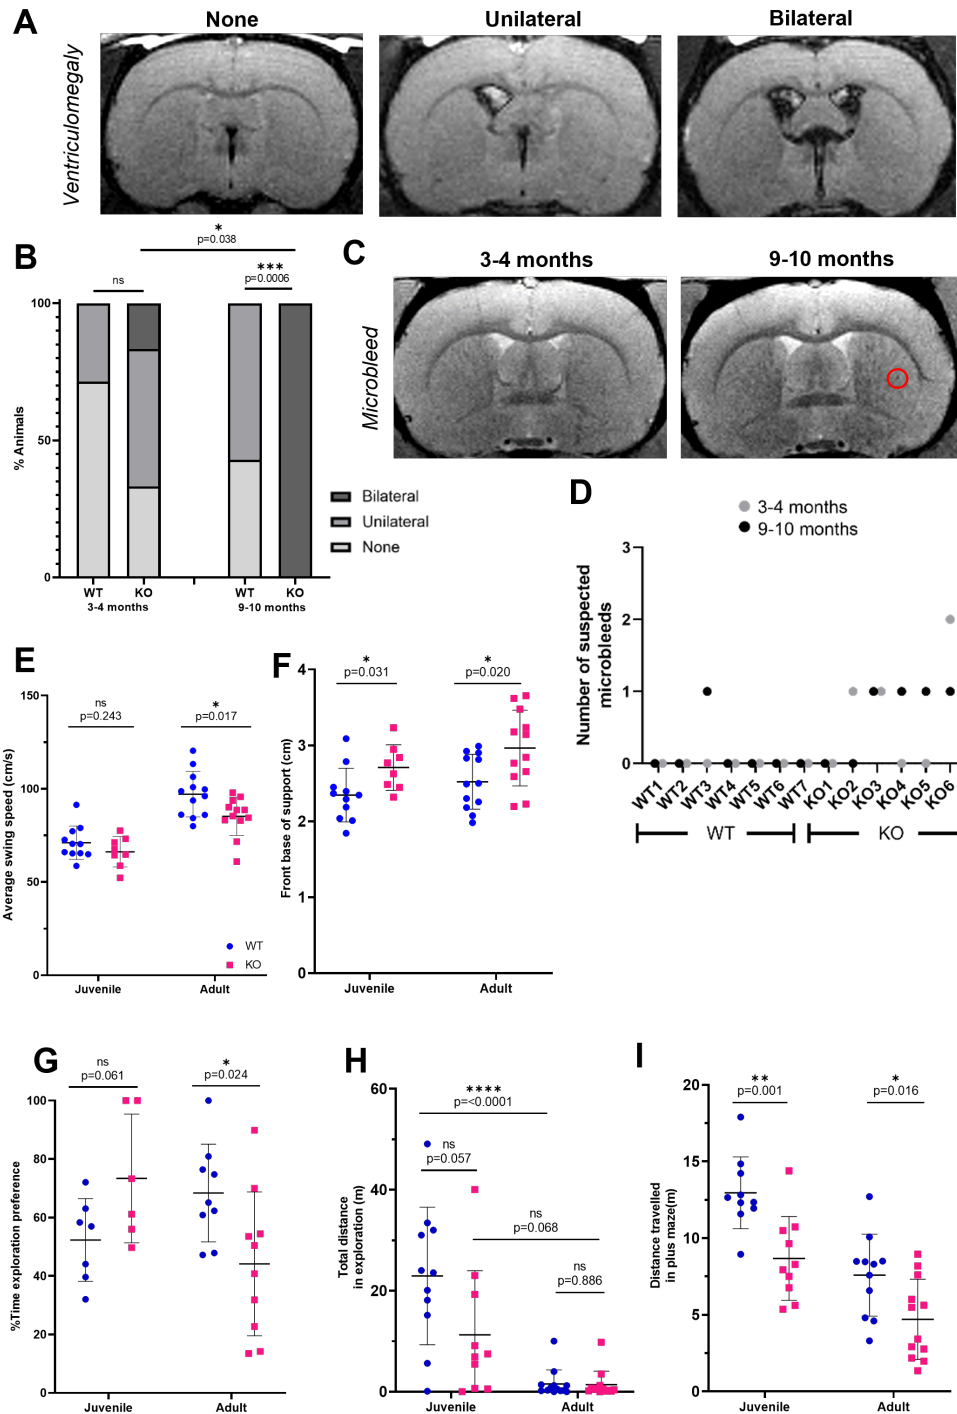 A
None
Unilateral
Bilateral
Ventriculomegaly
B
*
p=0.038
ns
***
p=0.0006
100
50
0
% Animals
WT
KO
WT
KO
3-4 months
9-10 months
Bilateral
Unilateral
None
C
3-4 months
9-10 months
Microbleed
D
3-4 months
9-10 months
3
2
1
0
Number of suspected
microbleeds
WT1
WT2
WT3
WT4
WT5
WT6
WT7
KO1
KO2
KO3
KO4
KO5
KO6
WT
KO
E
ns
p=0.243
*
p=0.017
150
100
50
0
Average swing speed (cm/s)
WT
KO
Juvenile
Adult
F
*
p=0.031
*
p=0.020
4
3
2
1
0
Front base of support (cm)
Juvenile
Adult
G
ns
p=0.061
*
p=0.024
100
80
60
40
20
0
%Time exploration preference
Juvenile
Adult
H
****
p=<0.0001
ns
p=0.057
ns
p=0.068
ns
p=0.886
60
40
20
0
Total distance
in exploration (m)
Juvenile
Adult
I
**
p=0.001
*
p=0.016
20
15
10
5
0
Distance travelled
in plus maze(m)
Juvenile
Adult